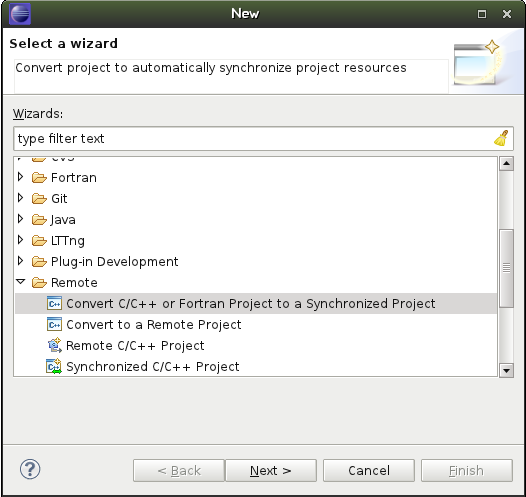 New
Select a wizard
Convert project to automatically synchronize project resources
Wizards:
type filter text
CVS
Fortran
Git
Java
LTTng
Plug-in Development
Remote
Convert C/C++ or Fortran Project to a Synchronized Project
Convert to a Remote Project
Remote C/C++ Project
Synchronized C/C++ Project
< Back Next > Cancel Finish